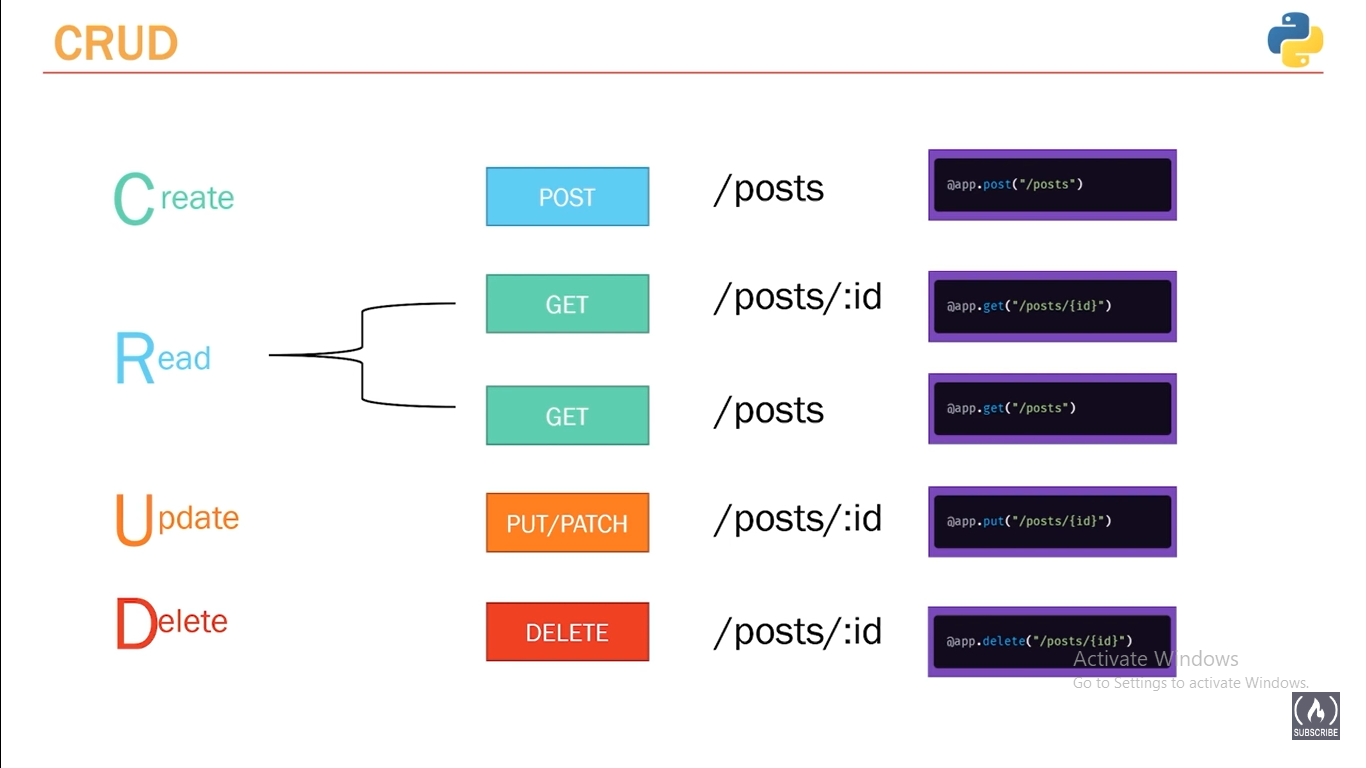 CRUD
Create
POST
/posts
@app.post("/posts")
Read
GET
/posts/:id
@app.get("/posts/{id}")
GET
/posts
@app.get("/posts")
Update
PUT/PATCH
/posts/:id
@app.put("/posts/{id}")
Delete
DELETE
/posts/:id
@app.delete("/posts/{id}")
Activate Windows
Go to Settings to activate Windows.
SUBSCRIBE